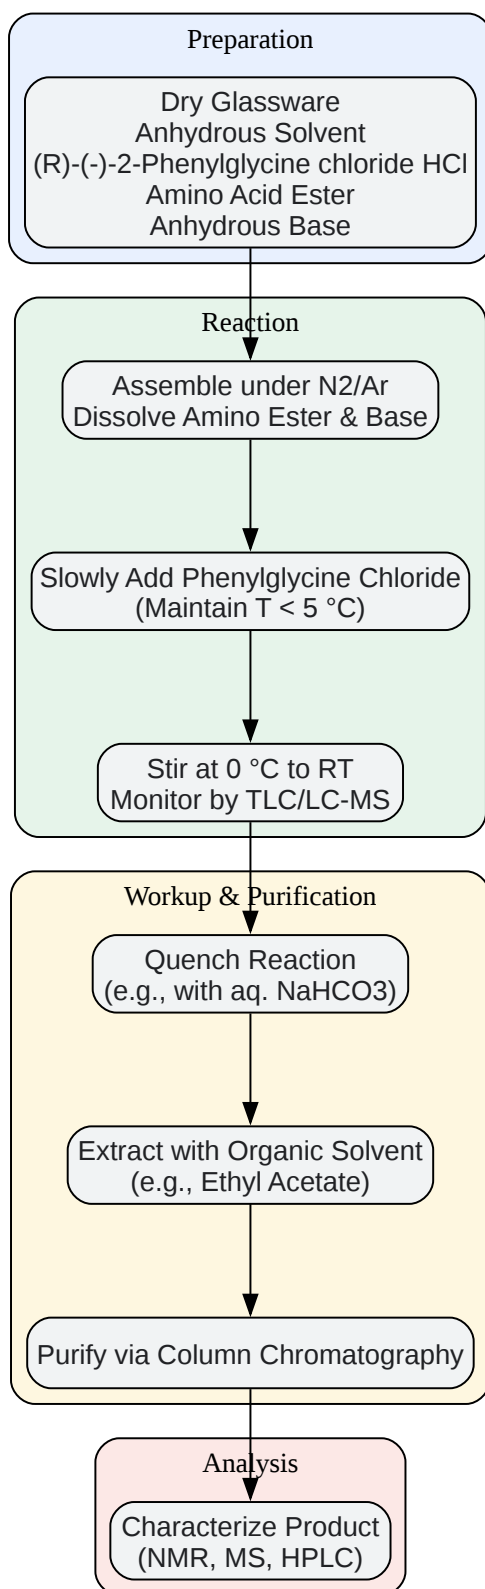 Preparation
Dry Glassware
Anhydrous Solvent
(R)-(-)-2-Phenylglycine chloride HCl
Amino Acid Ester
Anhydrous Base
Reaction
Assemble under N2/Ar
Dissolve Amino Ester & Base
Slowly Add Phenylglycine Chloride
(Maintain T < 5 °C)
Stir at 0 °C to RT
Monitor by TLC/LC-MS
Workup & Purification
Quench Reaction
(e.g., with aq. NaHCO3)
Extract with Organic Solvent
(e.g., Ethyl Acetate)
Purify via Column Chromatography
Analysis
Characterize Product
(NMR, MS, HPLC)